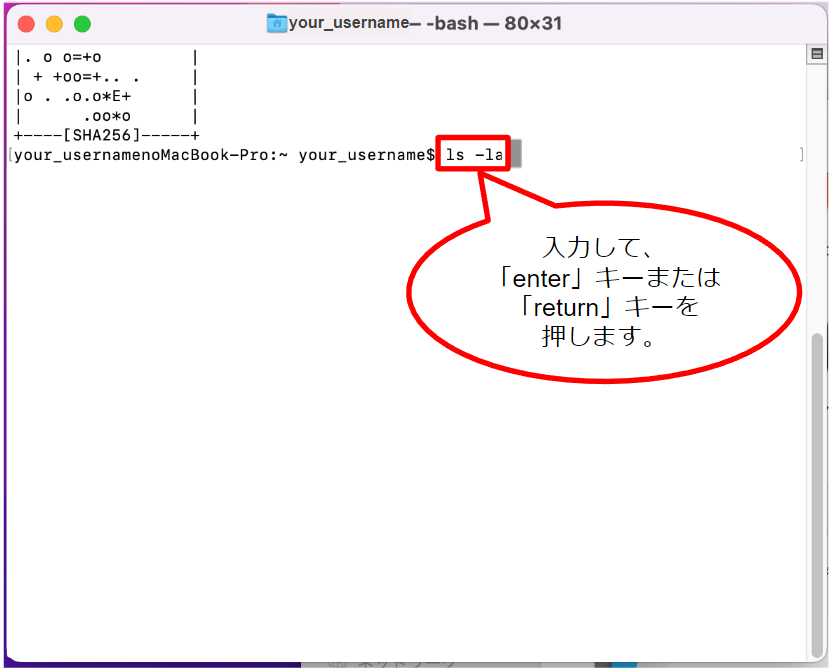 your_username— -bash — 80×31
|. o o=+o          |
| + +oo=+.. .      |
|o . .o.o*E+       |
|      .oo*o       |
+----[SHA256]-----+
[your_usernamenoMacBook-Pro:~ your_username$ ls -la ]
入力して、
「enter」キーまたは
「return」キーを
押します。